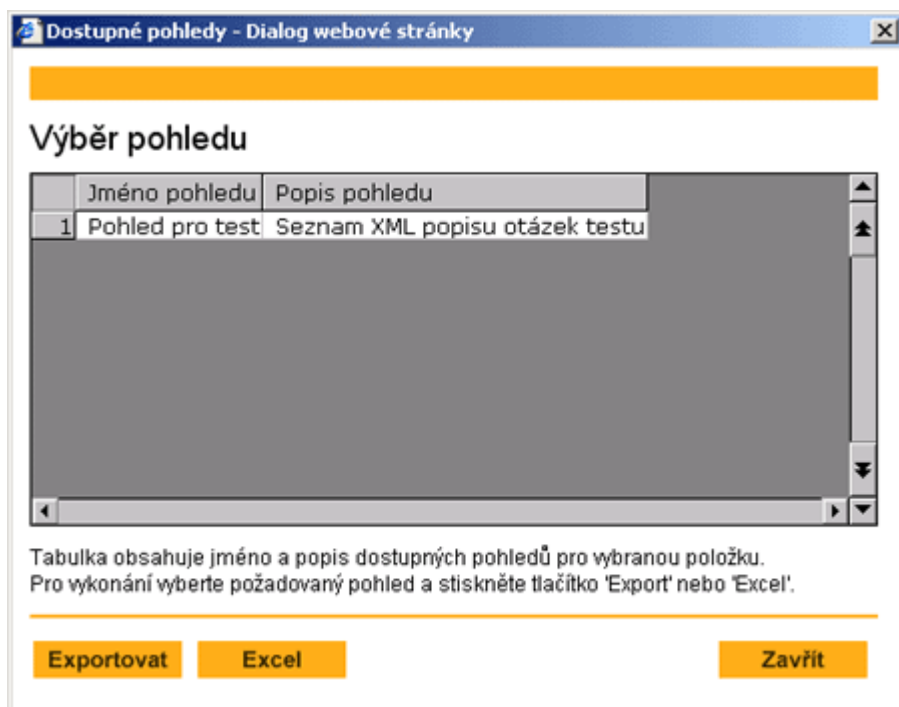 Dostupné pohledy - Dialog webové stránky
Výběr pohledu
Jméno pohledu Popis pohledu
1 Pohled pro test Seznam XML popisu otázek testu
Tabulka obsahuje jméno a popis dostupných pohledů pro vybranou položku.
Pro vykonání vyberte požadovaný pohled a stiskněte tlačítko 'Export' nebo 'Excel'.
Exportovat Excel Zavřít